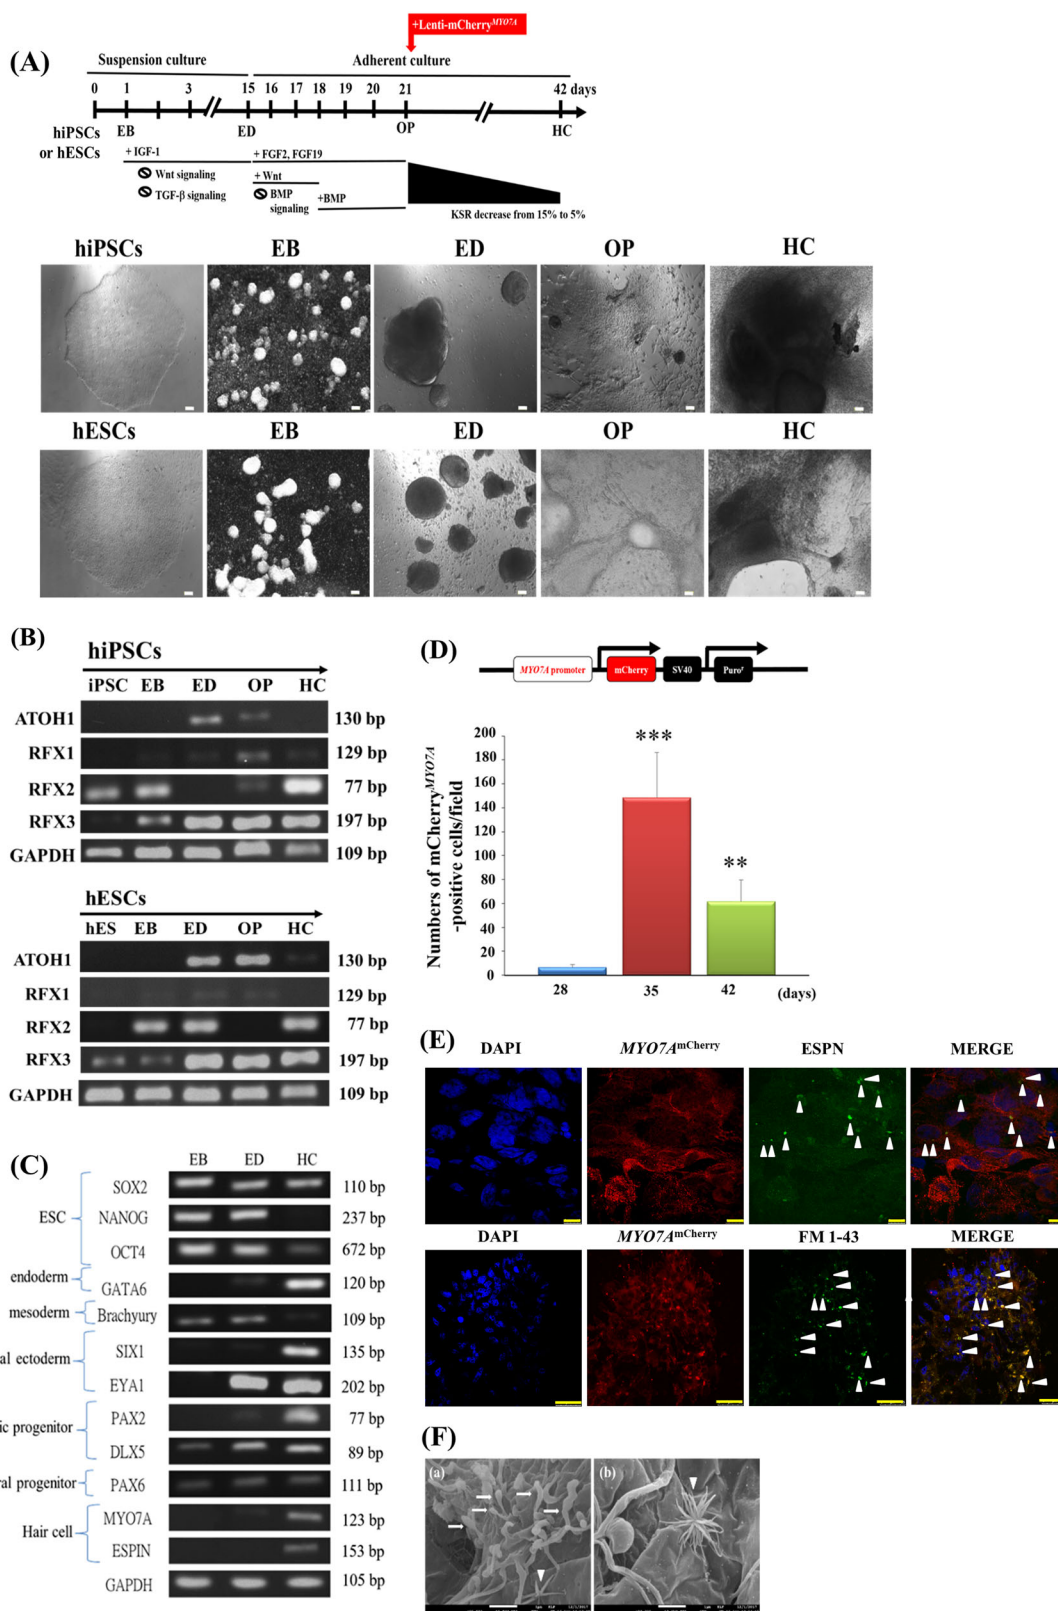 +Lenti-mCherryMYO7A
(A)
Suspension culture
Adherent culture
0 1 3 15 16 17 18 19 20 21 42 days
hiPSCs
or hESCs
EB ED OP HC
+ IGF-1
+ FGF2, FGF19
Wnt signaling
+ Wnt
TGF-β signaling
BMP signaling
+BMP
KSR decrease from 15% to 5%
hiPSCs EB ED OP HC
hESCs EB ED OP HC
(B)
hiPSCs
iPSC EB ED OP HC
ATOH1 130 bp
RFX1 129 bp
RFX2 77 bp
RFX3 197 bp
GAPDH 109 bp
hESCs
hES EB ED OP HC
ATOH1 130 bp
RFX1 129 bp
RFX2 77 bp
RFX3 197 bp
GAPDH 109 bp
(C)
EB ED HC
ESC
SOX2 110 bp
NANOG 237 bp
OCT4 672 bp
endoderm
GATA6 120 bp
mesoderm
Brachyury 109 bp
al ectoderm
SIX1 135 bp
EYA1 202 bp
ic progenitor
PAX2 77 bp
DLX5 89 bp
ral progenitor
PAX6 111 bp
Hair cell
MYO7A 123 bp
ESPIN 153 bp
GAPDH 105 bp
(D)
MYO7A promoter mCherry SV40 Puror
Numbers of mCherryMYO7A
-positive cells/field
200
180
160
140
120
100
80
60
40
20
0
***
**
28 35 42 (days)
(E)
DAPI MYO7AmCherry ESPN MERGE
DAPI MYO7AmCherry FM 1-43 MERGE
(F)
(a) (b)